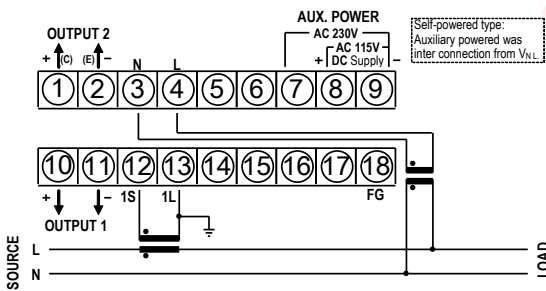 AUX. POWER
AC 230V
AC 115V
+ DC Supply –
Self-powered type:
Auxiliary powered was
inter connection from VN.L.
OUTPUT 2
+ (C) (E) –
N L
1 2 3 4 5 6 7 8 9
10 11 12 13 14 15 16 17 18
+ – 1S 1L FG
OUTPUT 1
SOURCE
L
N
LOAD